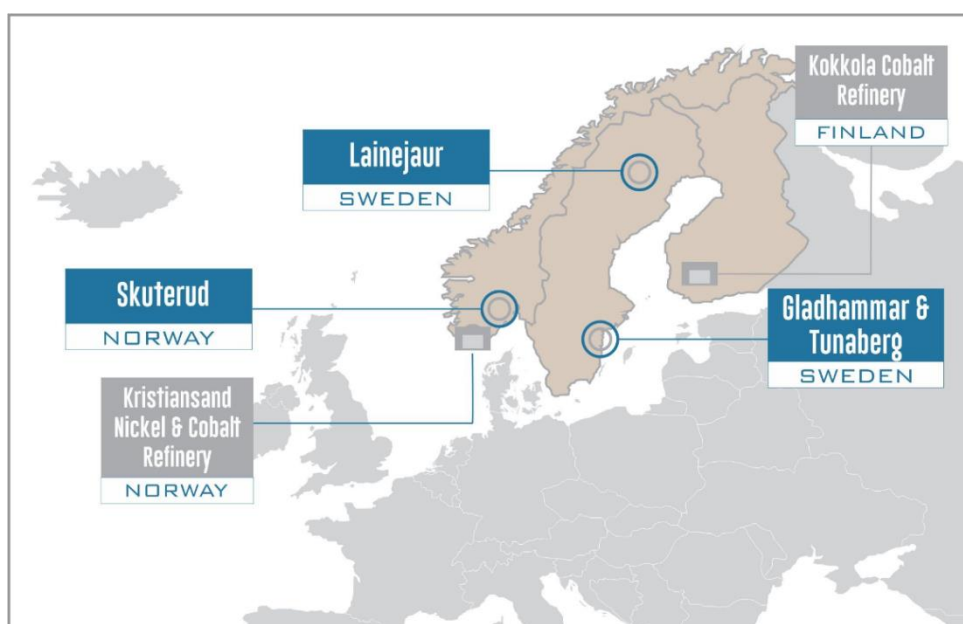 Kokkola Cobalt
Refinery
FINLAND
Lainejaur
SWEDEN
Skuterud
NORWAY
Gladhammar &
Tunaberg
SWEDEN
Kristiansand
Nickel & Cobalt
Refinery
NORWAY